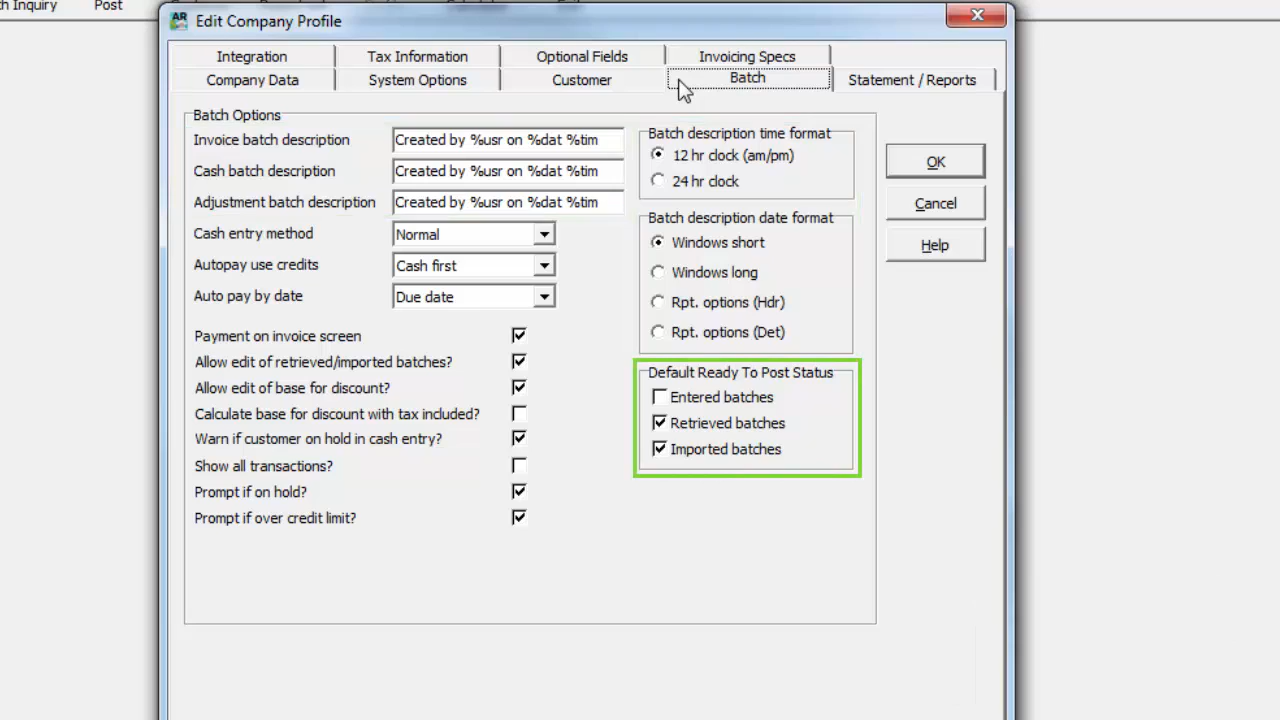 h Inquiry Post
AR Edit Company Profile
Integration Tax Information Optional Fields Invoicing Specs
Company Data System Options Customer Batch Statement / Reports
Batch Options
Invoice batch description Created by %usr on %dat %tim
Cash batch description Created by %usr on %dat %tim
Adjustment batch description Created by %usr on %dat %tim
Cash entry method Normal
Autopay use credits Cash first
Auto pay by date Due date
Payment on invoice screen
Allow edit of retrieved/imported batches?
Allow edit of base for discount?
Calculate base for discount with tax included?
Warn if customer on hold in cash entry?
Show all transactions?
Prompt if on hold?
Prompt if over credit limit?
Batch description time format
12 hr clock (am/pm)
24 hr clock
Batch description date format
Windows short
Windows long
Rpt. options (Hdr)
Rpt. options (Det)
Default Ready To Post Status
Entered batches
Retrieved batches
Imported batches
OK
Cancel
Help